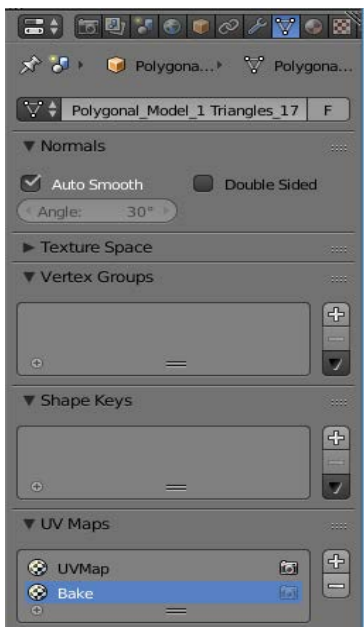 Polygona... Polygona...
Polygonal_Model_1 Triangles_17 F
Normals
Auto Smooth Double Sided
Angle: 30°
Texture Space
Vertex Groups
Shape Keys
UV Maps
UVMap
Bake